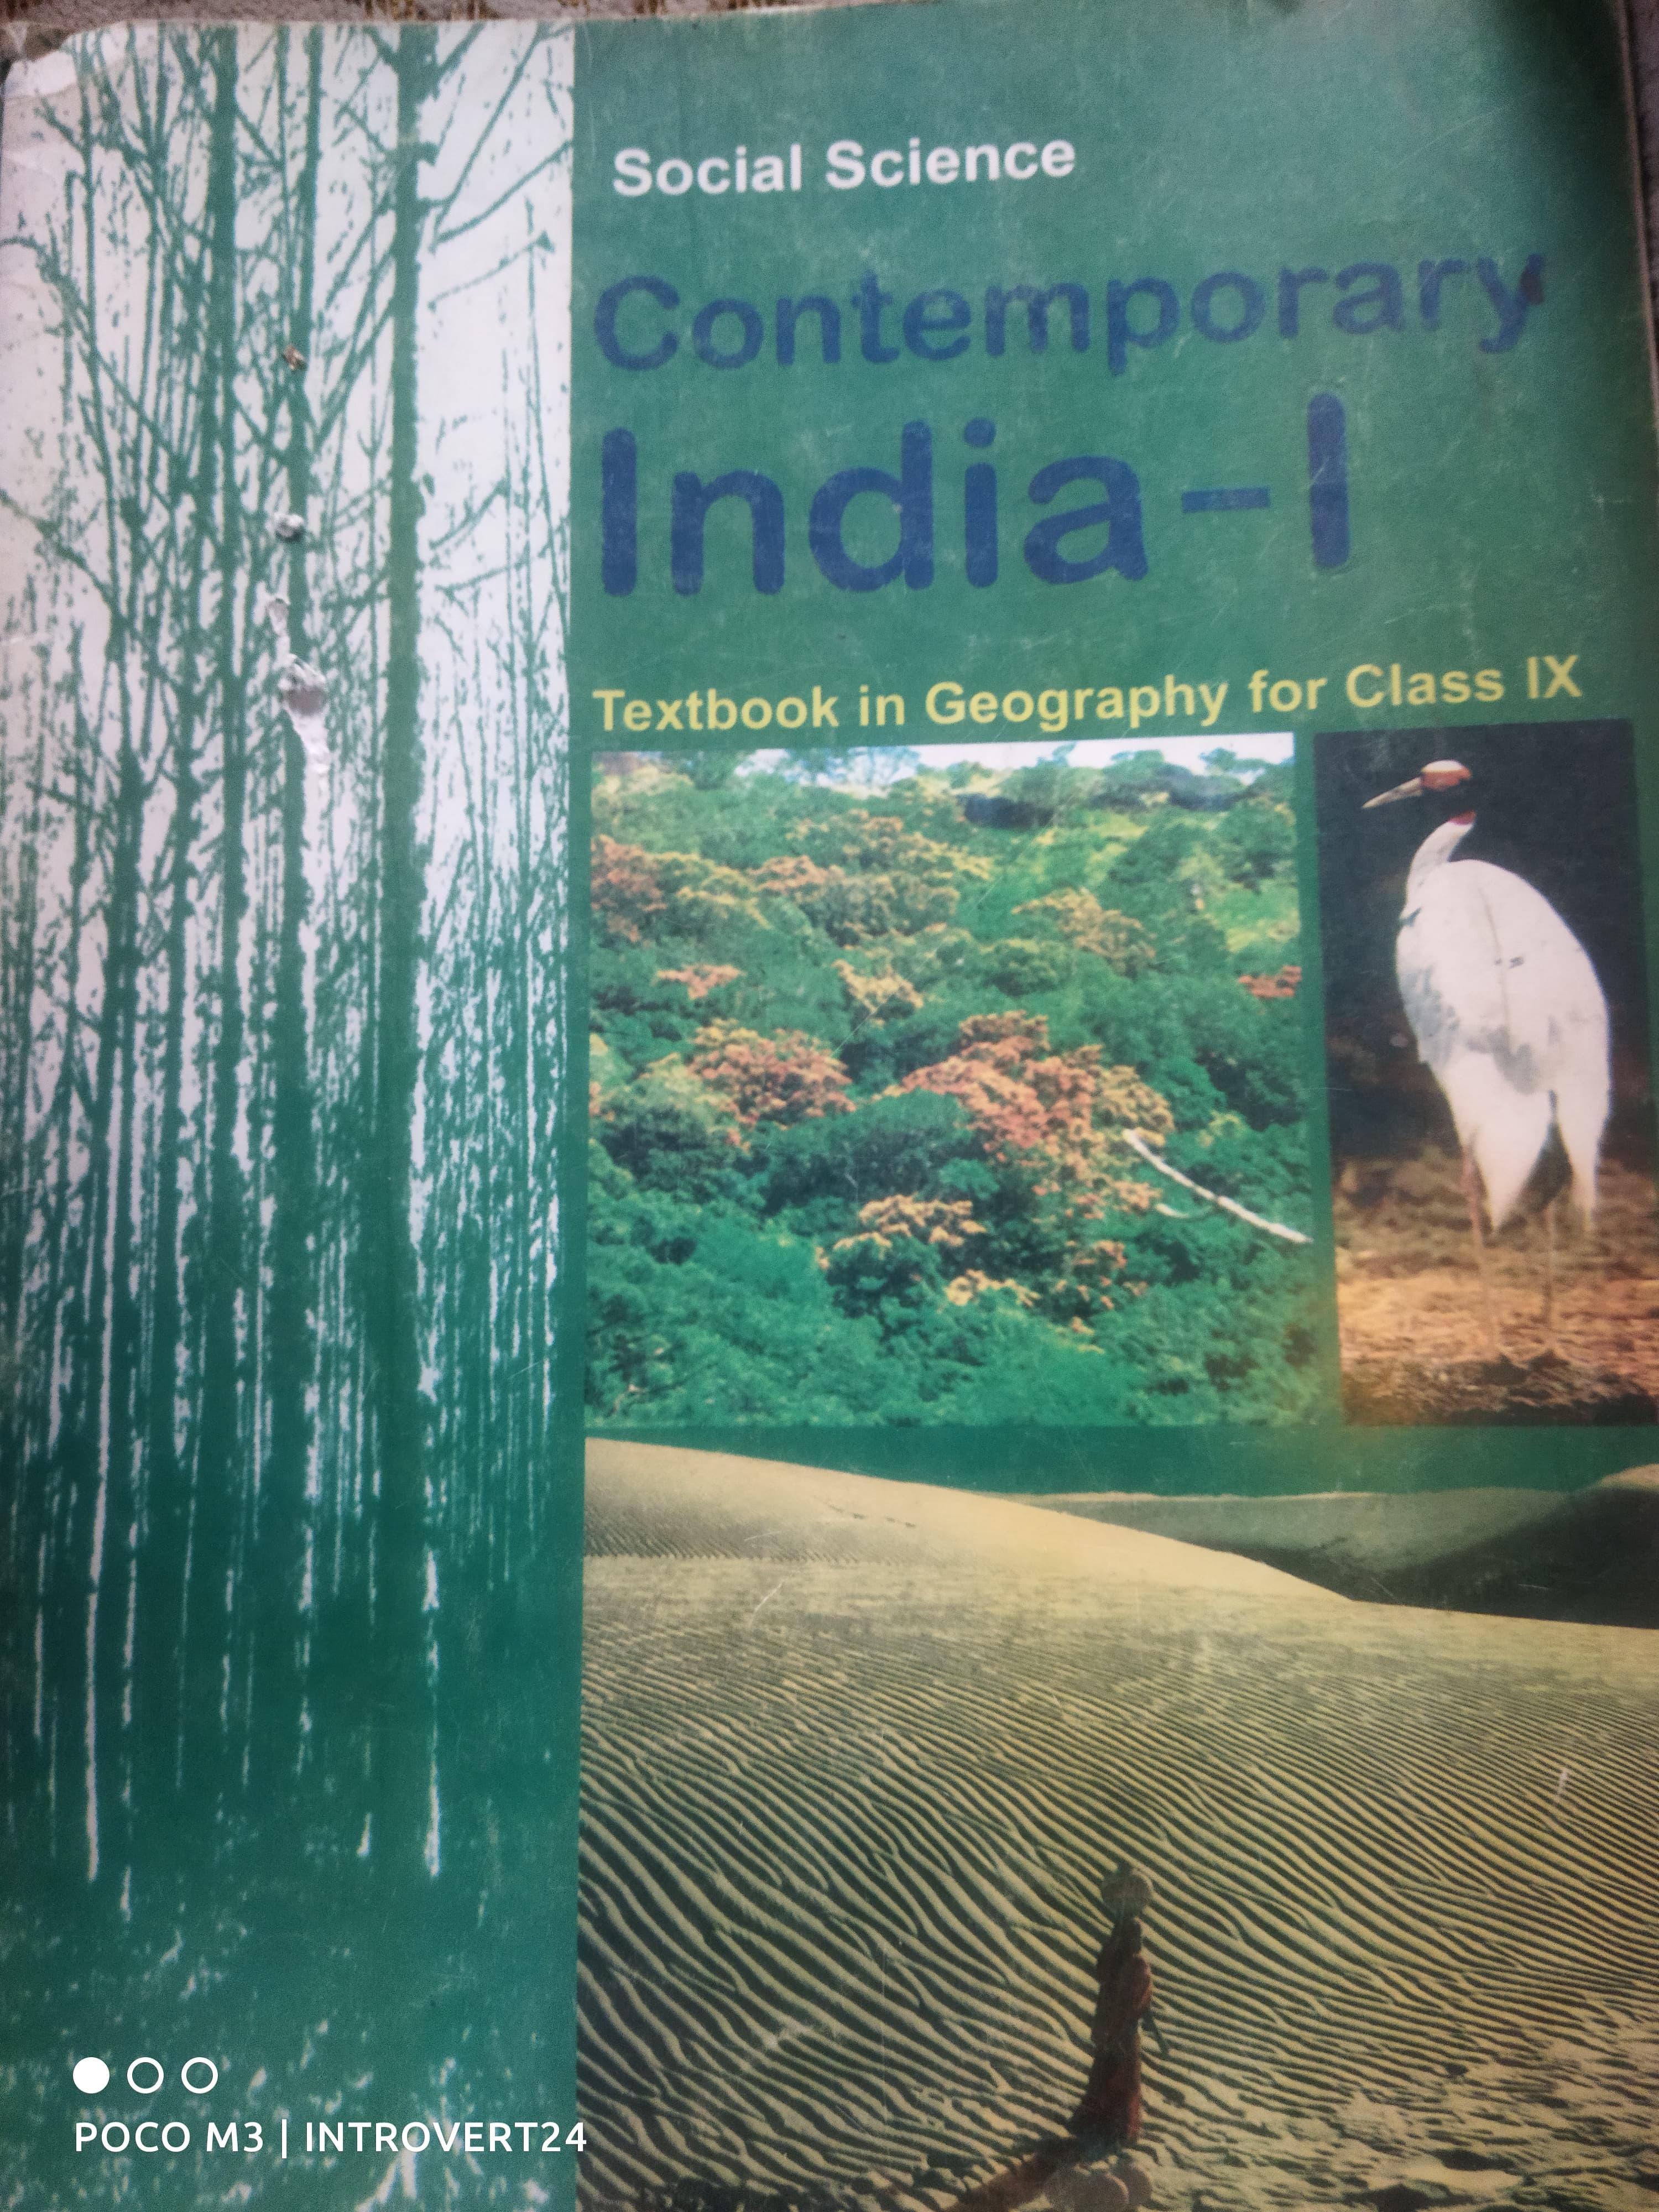 Social Science
Contemporary
India-I
Textbook in Geography for Class IX
POCO M3 | INTROVERT24